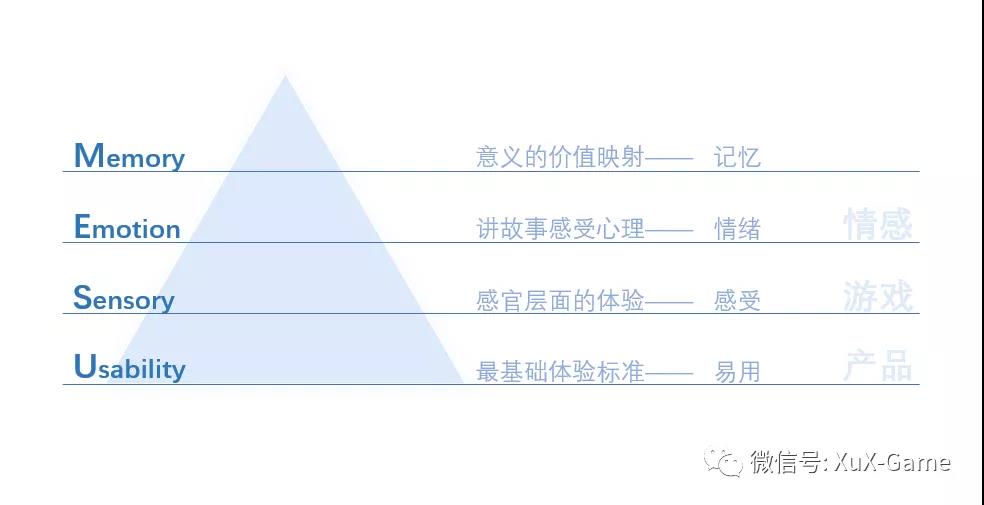 Memory 意义的价值映射—— 记忆
Emotion 讲故事感受心理—— 情绪 情感
Sensory 感官层面的体验—— 感受 游戏
Usability 最基础体验标准—— 易用 产品
微信号: XuX-Game